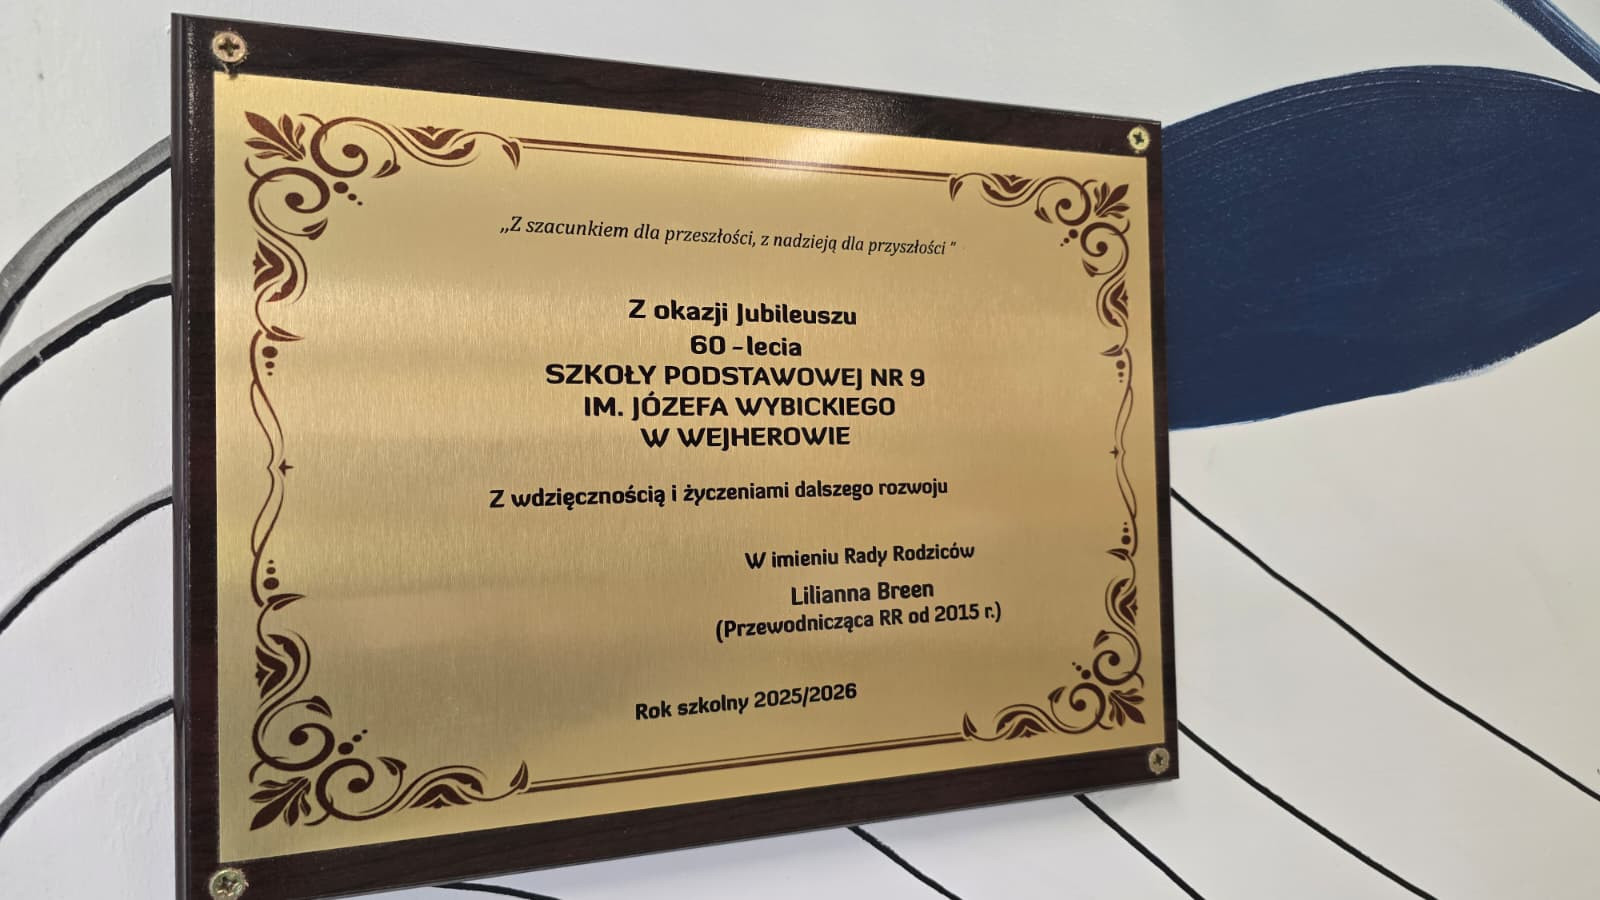 „Z szacunkiem dla przeszłości, z nadzieją dla przyszłości "
Z okazji Jubileuszu
60 -lecia
SZKOŁY PODSTAWOWEJ NR 9
IM. JÓZEFA WYBICKIEGO
W WEJHEROWIE
Z wdzięcznością i życzeniami dalszego rozwoju
W imieniu Rady Rodziców
Lilianna Breen
(Przewodnicząca RR od 2015 r.)
Rok szkolny 2025/2026